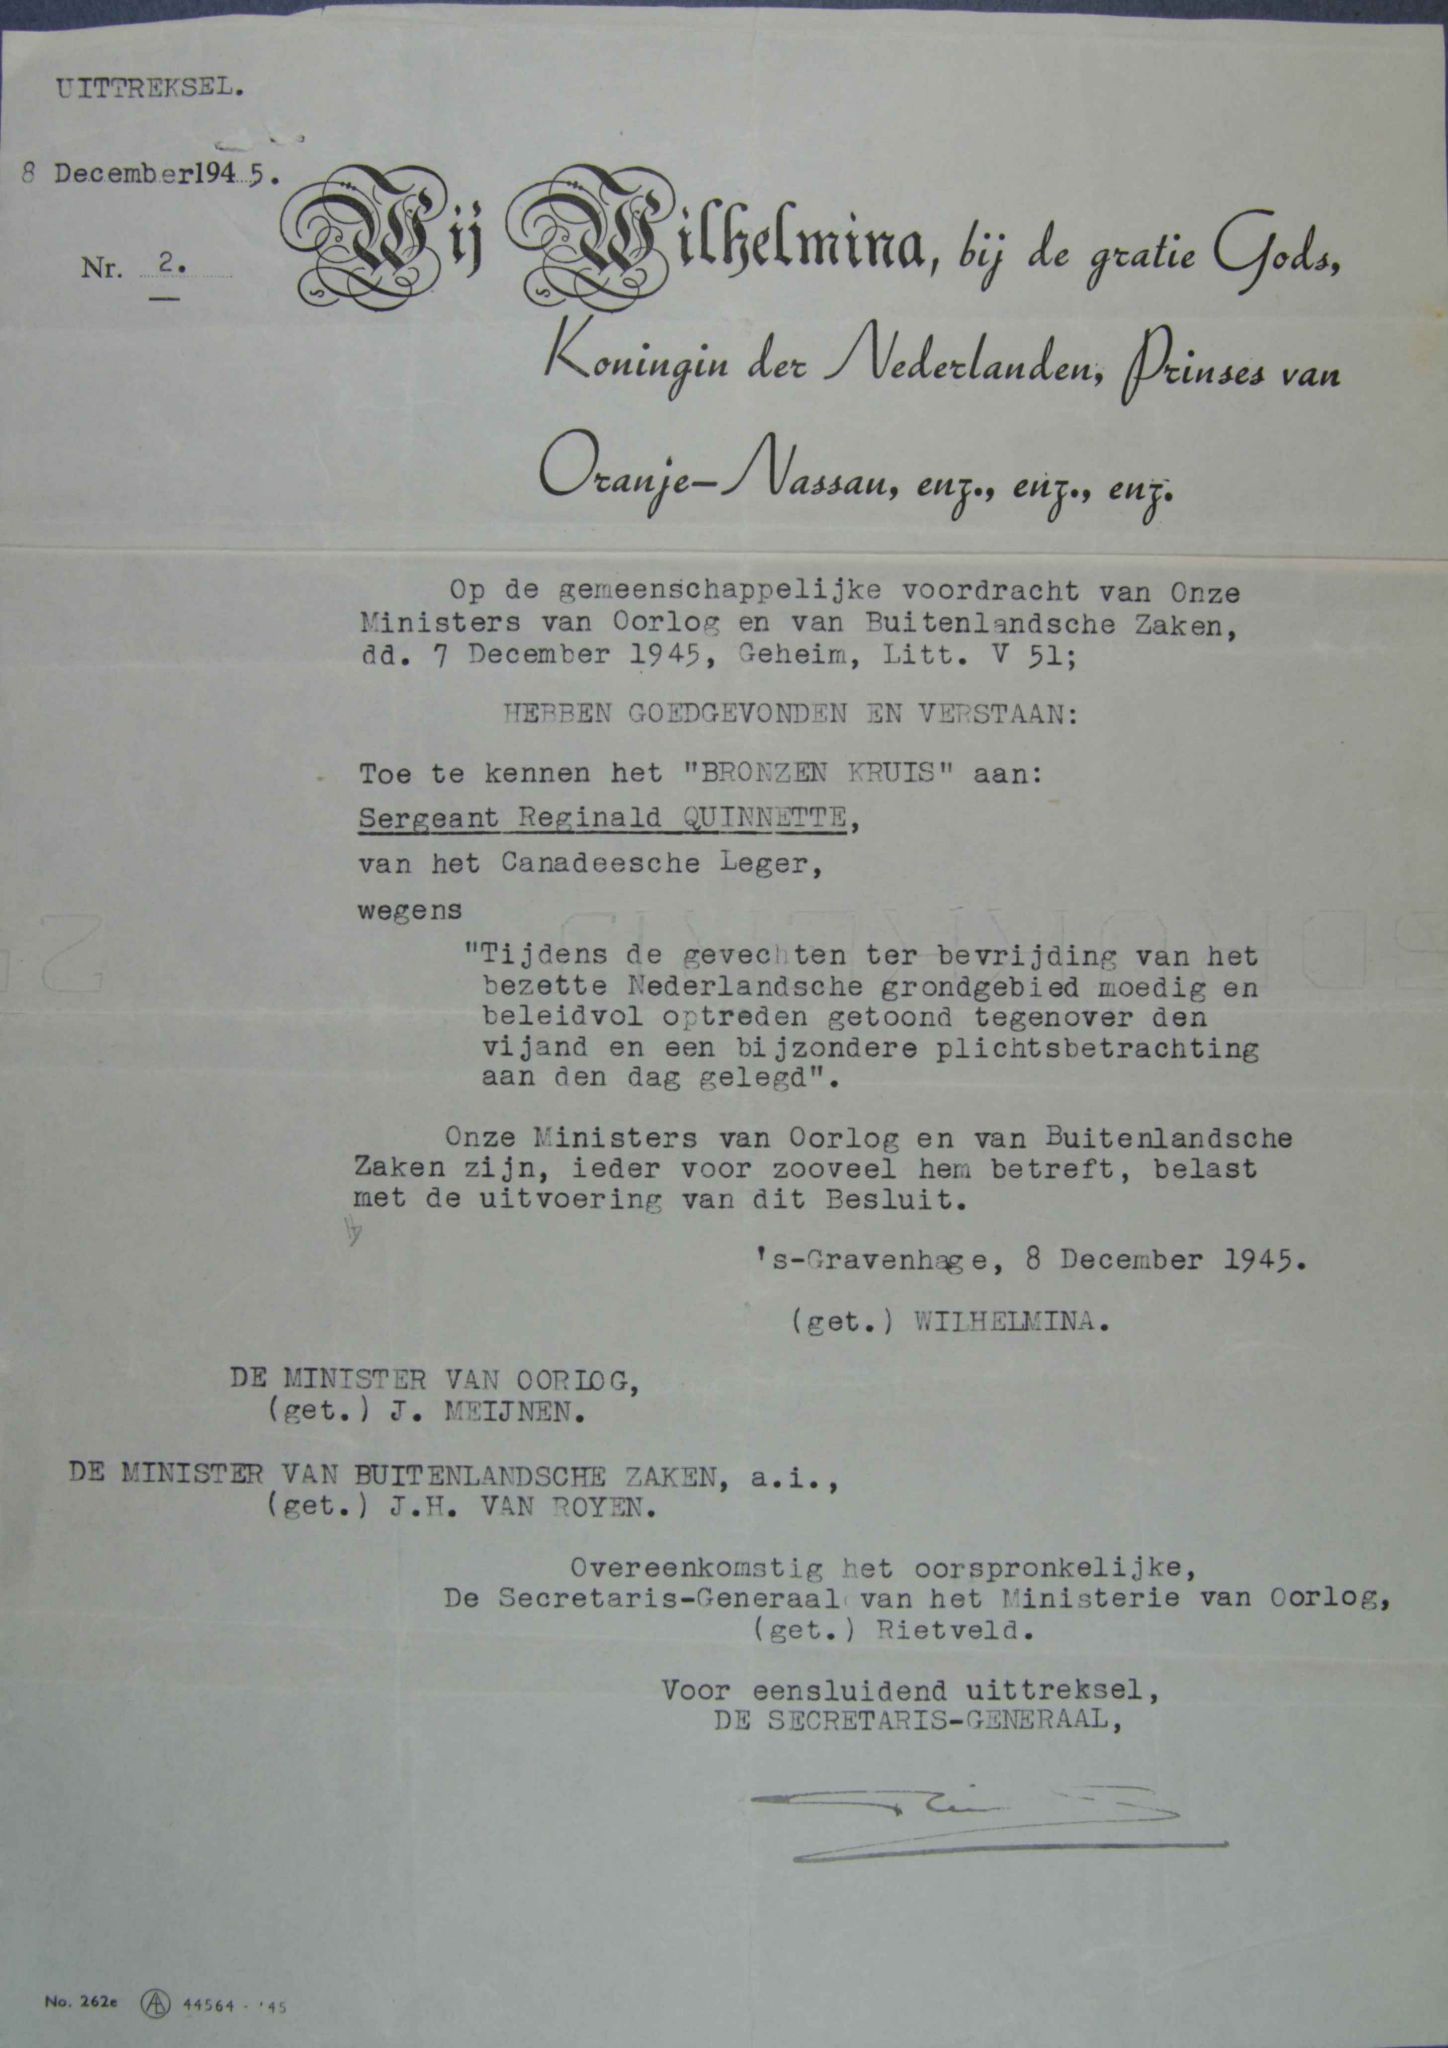 UITTREKSEL.
8 December 1945.
Nr. 2.
Wij Wilhelmina, bij de gratie Gods,
Koningin der Nederlanden, Prinses van
Oranje-Nassau, enz., enz., enz.
Op de gemeenschappelijke voordracht van Onze
Ministers van Oorlog en van Buitenlandsche Zaken,
dd. 7 December 1945, Geheim, Litt. V 51;
HEBBEN GOEDGEVONDEN EN VERSTAAN:
Toe te kennen het "BRONZEN KRUIS" aan:
Sergeant Reginald QUINNETTE,
van het Canadeesche Leger,
wegens
"Tijdens de gevechten ter bevrijding van het
bezette Nederlandsche grondgebied moedig en
beleidvol optreden getoond tegenover den
vijand en een bijzondere plichtsbetrachting
aan den dag gelegd".
Onze Ministers van Oorlog en van Buitenlandsche
Zaken zijn, ieder voor zooveel hem betreft, belast
met de uitvoering van dit Besluit.
's-Gravenhage, 8 December 1945.
(get.) WILHELMINA.
DE MINISTER VAN OORLOG,
(get.) J. MEIJNEN.
DE MINISTER VAN BUITENLANDSCHE ZAKEN, a.i.,
(get.) J.H. VAN ROYEN.
Overeenkomstig het oorspronkelijke,
De Secretaris-Generaal van het Ministerie van Oorlog,
(get.) Rietveld.
Voor eensluidend uittreksel,
DE SECRETARIS-GENERAAL,
No. 262e AL 44564 - '45